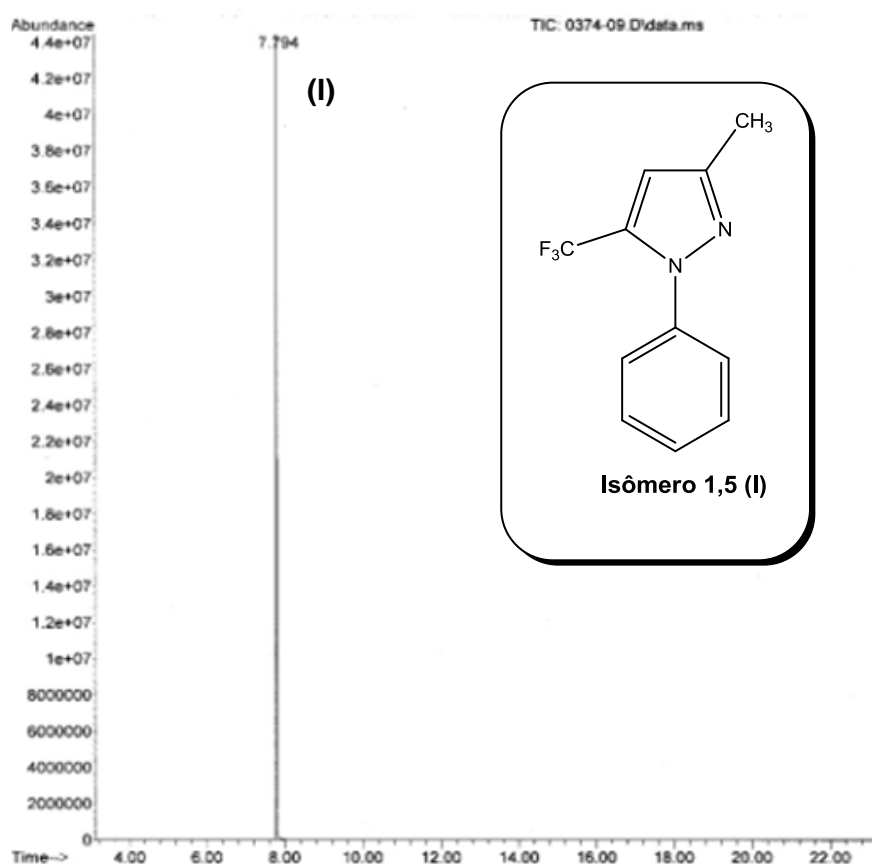 Abundance
TIC: 0374-09.D\data.ms
7.794
4.4e+07
(I)
4.2e+07
4e+07
3.8e+07
3.6e+07
3.4e+07
3.2e+07
3e+07
2.8e+07
2.6e+07
2.4e+07
2.2e+07
2e+07
1.8e+07
1.6e+07
1.4e+07
1.2e+07
1e+07
8000000
6000000
4000000
2000000
0
Time--> 4.00 6.00 8.00 10.00 12.00 14.00 16.00 18.00 20.00 22.00
CH₃
N
F₃C
N
Isômero 1,5 (I)